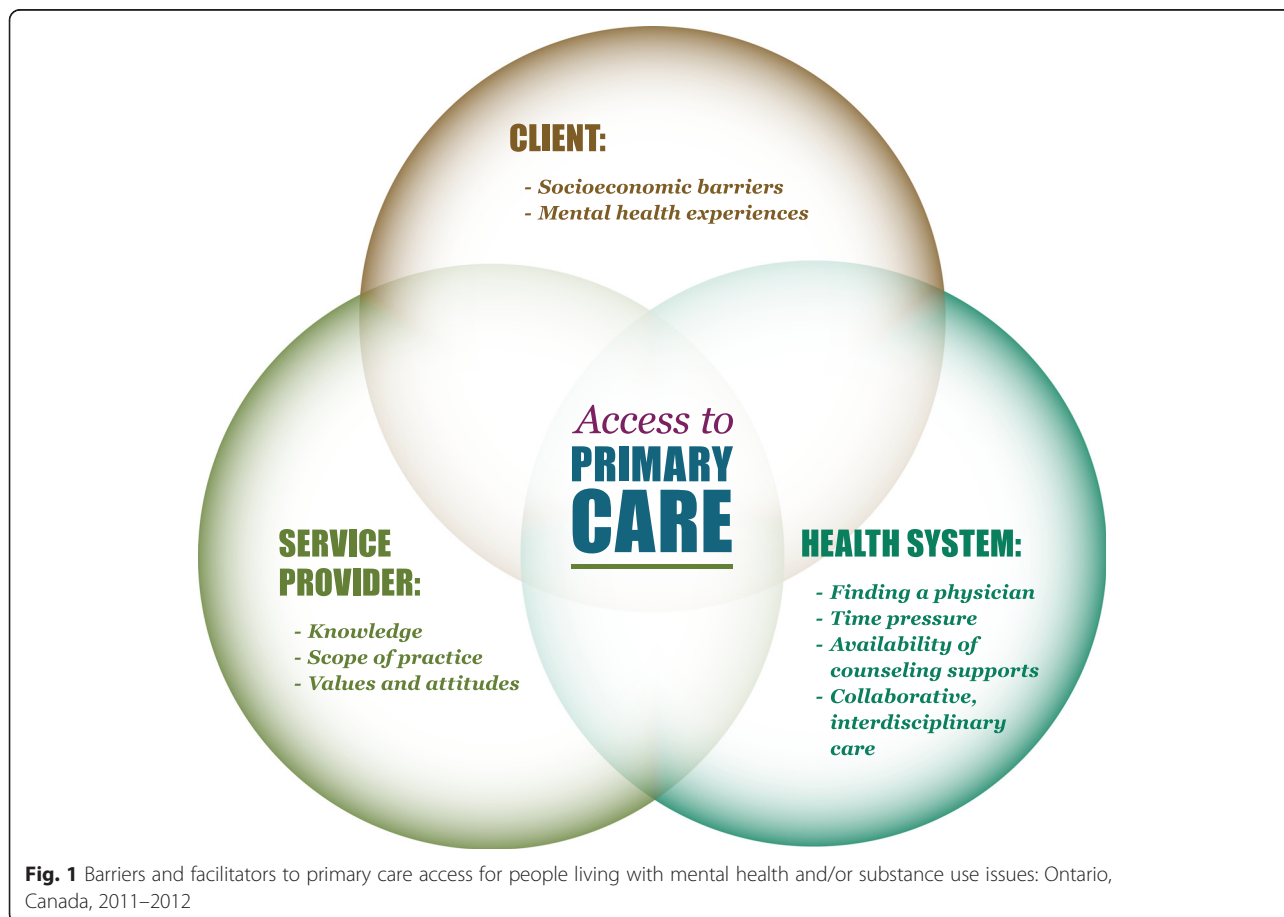 CLIENT:
- Socioeconomic barriers
- Mental health experiences
Access to
PRIMARY
CARE
SERVICE
PROVIDER:
- Knowledge
- Scope of practice
- Values and attitudes
HEALTH SYSTEM:
- Finding a physician
- Time pressure
- Availability of
counseling supports
- Collaborative,
interdisciplinary
care
Fig. 1 Barriers and facilitators to primary care access for people living with mental health and/or substance use issues: Ontario,
Canada, 2011–2012